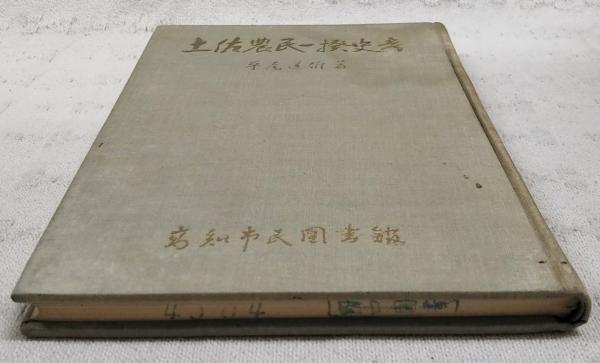 土佐農民一揆史考
平尾道雄著
高知市民図書館